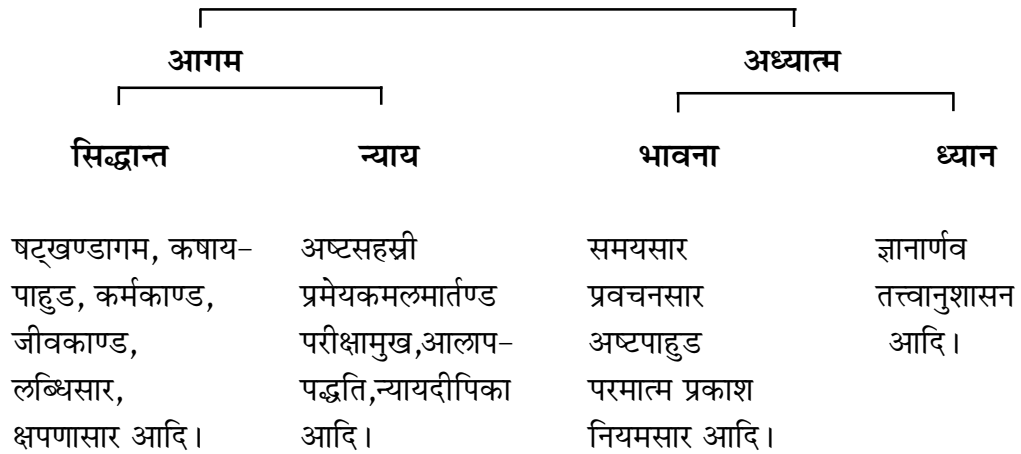 आगम
अध्यात्म
सिद्धान्त
न्याय
भावना
ध्यान
षट्खण्डागम, कषाय-
पाहुड, कर्मकाण्ड,
जीवकाण्ड,
लब्धिसार,
क्षपणासार आदि।
अष्टसहस्री
प्रमेयकमलमार्तण्ड
परीक्षामुख,आलाप-
पद्धति,न्यायदीपिका
आदि।
समयसार
प्रवचनसार
अष्टपाहुड
परमात्म प्रकाश
नियमसार आदि।
ज्ञानार्णव
तत्त्वानुशासन
आदि।